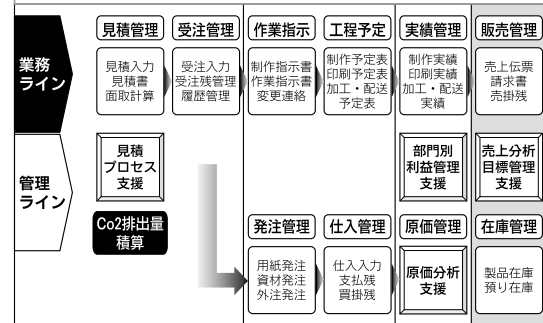 見積管理
受注管理
作業指示
工程予定
実績管理
販売管理
業務
ライン
見積入力
見積書
面取計算
受注入力
受注残管理
履歴管理
制作指示書
作業指示書
変更連絡
制作予定表
印刷予定表
加工・配送
予定表
制作実績
印刷実績
加工・配送
実績
売上伝票
請求書
売掛残
管理
ライン
見積
プロセス
支援
部門別
利益管理
支援
売上分析
目標管理
支援
Co2排出量
積算
発注管理
仕入管理
原価管理
在庫管理
用紙発注
資材発注
外注発注
仕入入力
支払残
買掛残
原価分析
支援
製品在庫
預り在庫